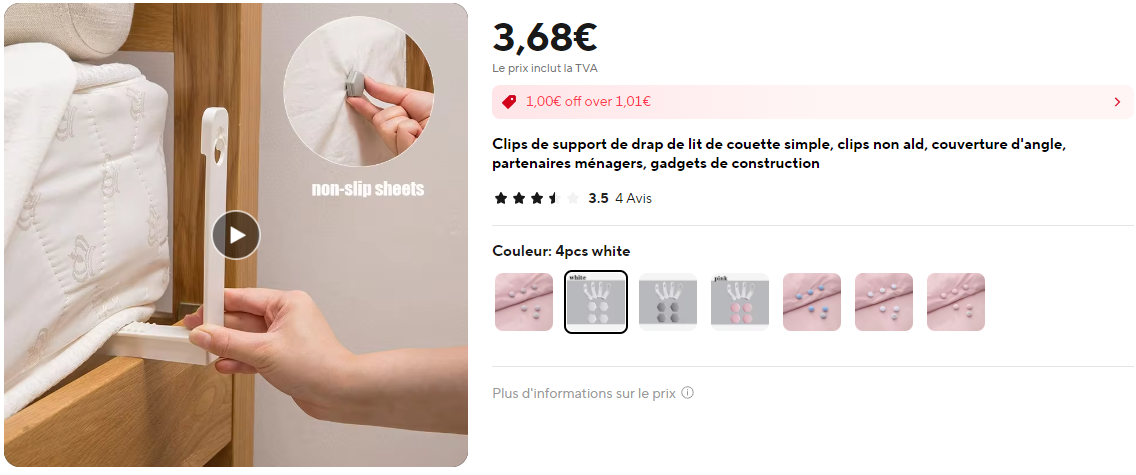 non-slip sheets
3,68€
Le prix inclut la TVA
1,00€ off over 1,01€
Clips de support de drap de lit de couette simple, clips non ald, couverture d'angle,
partenaires ménagers, gadgets de construction
3.5 4 Avis
Couleur: 4pcs white
white
pink
Plus d'informations sur le prix